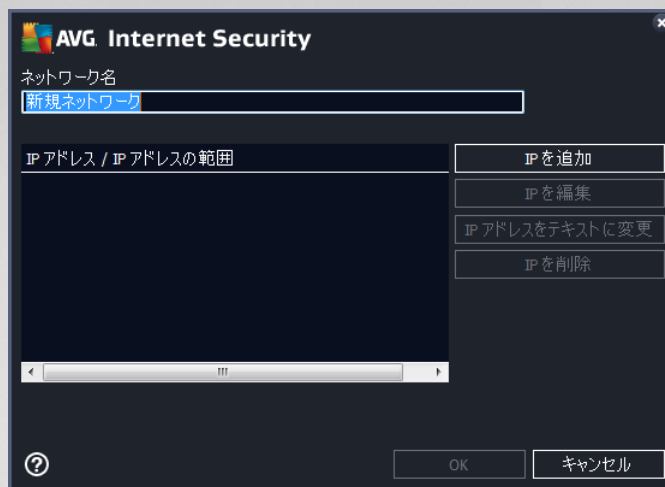 AVG. Internet Security
ネットワーク名
新規ネットワーク
IP アドレス / IP アドレスの範囲
IP を追加
IP を編集
IP アドレスをテキストに変更
IP を削除
?
OK
キャンセル